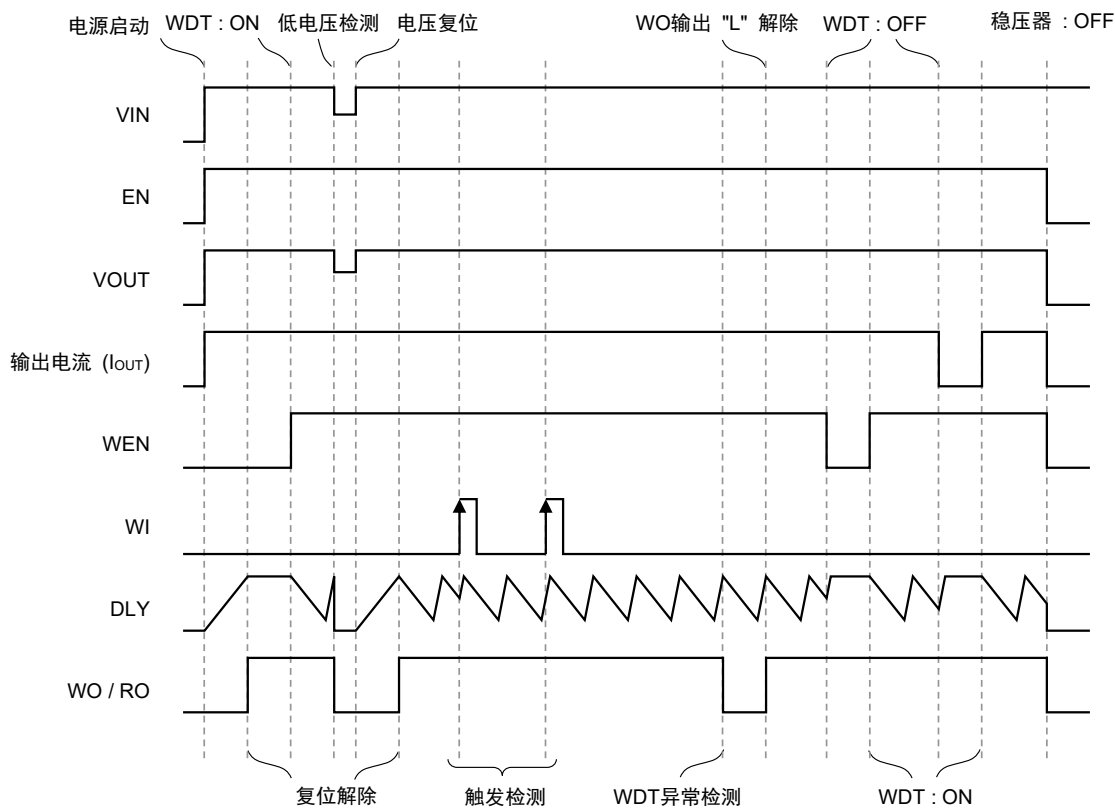 电源启动 WDT : ON 低电压检测 电压复位 WO输出 "L" 解除 WDT : OFF 稳压器 : OFF
VIN
EN
VOUT
输出电流 (IOUT)
WEN
WI
DLY
WO / RO
复位解除 触发检测 WDT异常检测 WDT : ON